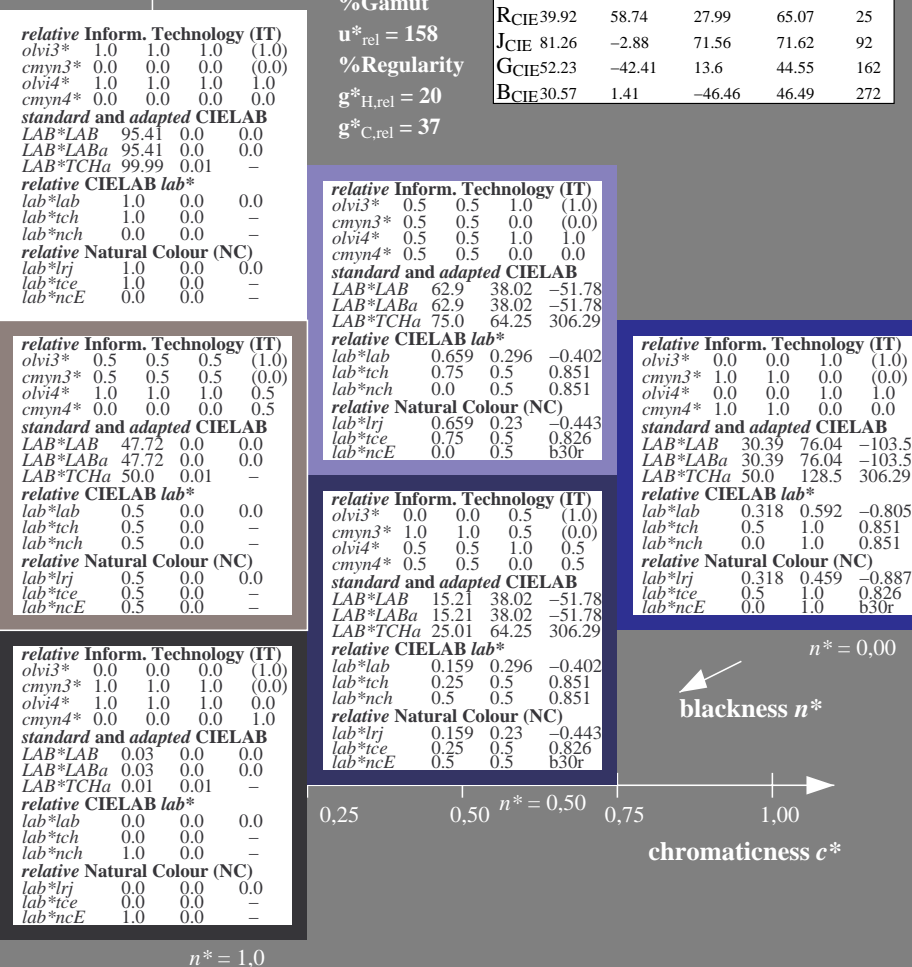 %Gamut
u*rel = 158
%Regularity
g*H,rel = 20
g*C,rel = 37
RCIE 39.92 58.74 27.99 65.07 25
JCIE 81.26 −2.88 71.56 71.62 92
GCIE 52.23 −42.41 13.6 44.55 162
BCIE 30.57 1.41 −46.46 46.49 272
relative Inform. Technology (IT)
olvi3* 1.0 1.0 1.0 (1.0)
cmyn3* 0.0 0.0 0.0 (0.0)
olvi4* 1.0 1.0 1.0 1.0
cmyn4* 0.0 0.0 0.0 0.0
standard and adapted CIELAB
LAB*LAB 95.41 0.0 0.0
LAB*LABa 95.41 0.0 0.0
LAB*TCHa 99.99 0.01 –
relative CIELAB lab*
lab*lab 1.0 0.0 0.0
lab*tch 1.0 0.0 –
lab*nch 0.0 0.0 –
relative Natural Colour (NC)
lab*lrj 1.0 0.0 0.0
lab*tce 1.0 0.0 –
lab*ncE 0.0 0.0 –
relative Inform. Technology (IT)
olvi3* 0.5 0.5 1.0 (1.0)
cmyn3* 0.5 0.5 0.0 (0.0)
olvi4* 0.5 0.5 1.0 1.0
cmyn4* 0.5 0.5 0.0 0.0
standard and adapted CIELAB
LAB*LAB 62.9 38.02 −51.78
LAB*LABa 62.9 38.02 −51.78
LAB*TCHa 75.0 64.25 306.29
relative CIELAB lab*
lab*lab 0.659 0.296 −0.402
lab*tch 0.75 0.5 0.851
lab*nch 0.0 0.5 0.851
relative Natural Colour (NC)
lab*lrj 0.659 0.23 −0.443
lab*tce 0.75 0.5 0.826
lab*ncE 0.0 0.5 b30r
relative Inform. Technology (IT)
olvi3* 0.5 0.5 0.5 (1.0)
cmyn3* 0.5 0.5 0.5 (0.0)
olvi4* 1.0 1.0 1.0 0.5
cmyn4* 0.0 0.0 0.0 0.5
standard and adapted CIELAB
LAB*LAB 47.72 0.0 0.0
LAB*LABa 47.72 0.0 0.0
LAB*TCHa 50.0 0.01 –
relative CIELAB lab*
lab*lab 0.5 0.0 0.0
lab*tch 0.5 0.0 –
lab*nch 0.5 0.0 –
relative Natural Colour (NC)
lab*lrj 0.5 0.0 0.0
lab*tce 0.5 0.0 –
lab*ncE 0.5 0.0 –
relative Inform. Technology (IT)
olvi3* 0.0 0.0 1.0 (1.0)
cmyn3* 1.0 1.0 0.0 (0.0)
olvi4* 0.0 0.0 1.0 1.0
cmyn4* 1.0 1.0 0.0 0.0
standard and adapted CIELAB
LAB*LAB 30.39 76.04 −103.5
LAB*LABa 30.39 76.04 −103.5
LAB*TCHa 50.0 128.5 306.29
relative CIELAB lab*
lab*lab 0.318 0.592 −0.805
lab*tch 0.5 1.0 0.851
lab*nch 0.0 1.0 0.851
relative Natural Colour (NC)
lab*lrj 0.318 0.459 −0.887
lab*tce 0.5 1.0 0.826
lab*ncE 0.0 1.0 b30r
relative Inform. Technology (IT)
olvi3* 0.0 0.0 0.5 (1.0)
cmyn3* 1.0 1.0 0.5 (0.0)
olvi4* 0.5 0.5 1.0 0.5
cmyn4* 0.5 0.5 0.0 0.5
standard and adapted CIELAB
LAB*LAB 15.21 38.02 −51.78
LAB*LABa 15.21 38.02 −51.78
LAB*TCHa 25.01 64.25 306.29
relative CIELAB lab*
lab*lab 0.159 0.296 −0.402
lab*tch 0.25 0.5 0.851
lab*nch 0.5 0.5 0.851
relative Natural Colour (NC)
lab*lrj 0.159 0.23 −0.443
lab*tce 0.25 0.5 0.826
lab*ncE 0.5 0.5 b30r
relative Inform. Technology (IT)
olvi3* 0.0 0.0 0.0 (1.0)
cmyn3* 1.0 1.0 1.0 (0.0)
olvi4* 1.0 1.0 1.0 0.0
cmyn4* 0.0 0.0 0.0 1.0
standard and adapted CIELAB
LAB*LAB 0.03 0.0 0.0
LAB*LABa 0.03 0.0 0.0
LAB*TCHa 0.01 0.01 –
relative CIELAB lab*
lab*lab 0.0 0.0 0.0
lab*tch 0.0 0.0 –
lab*nch 1.0 0.0 –
relative Natural Colour (NC)
lab*lrj 0.0 0.0 0.0
lab*tce 0.0 0.0 –
lab*ncE 1.0 0.0 –
n* = 0,00
blackness n*
0,25 0,50 n* = 0,50 0,75 1,00
chromaticness c*
n* = 1,0